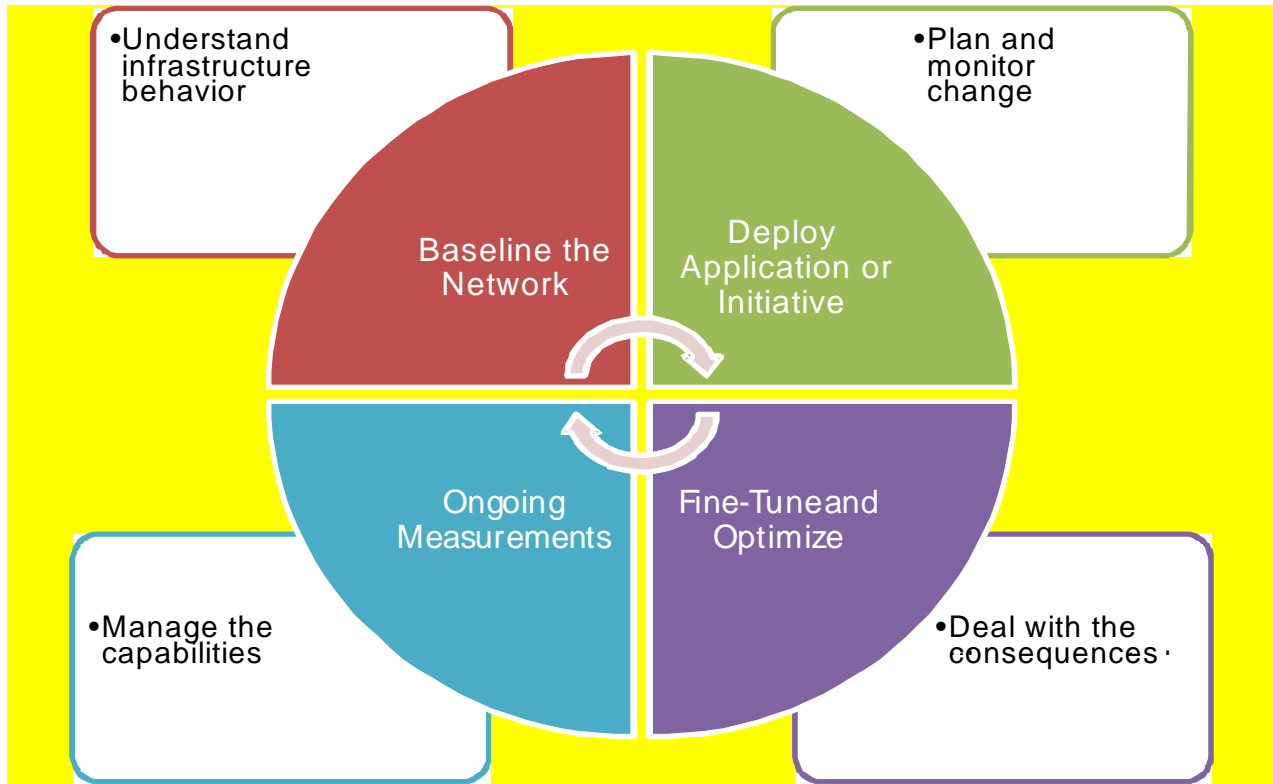 •Understand
infrastructure
behavior
•Plan and
monitor
change
Baseline the
Network
Deploy
Application or
Initiative
Ongoing
Measurements
Fine-Tuneand
Optimize
•Manage the
capabilities
•Deal with the
consequences